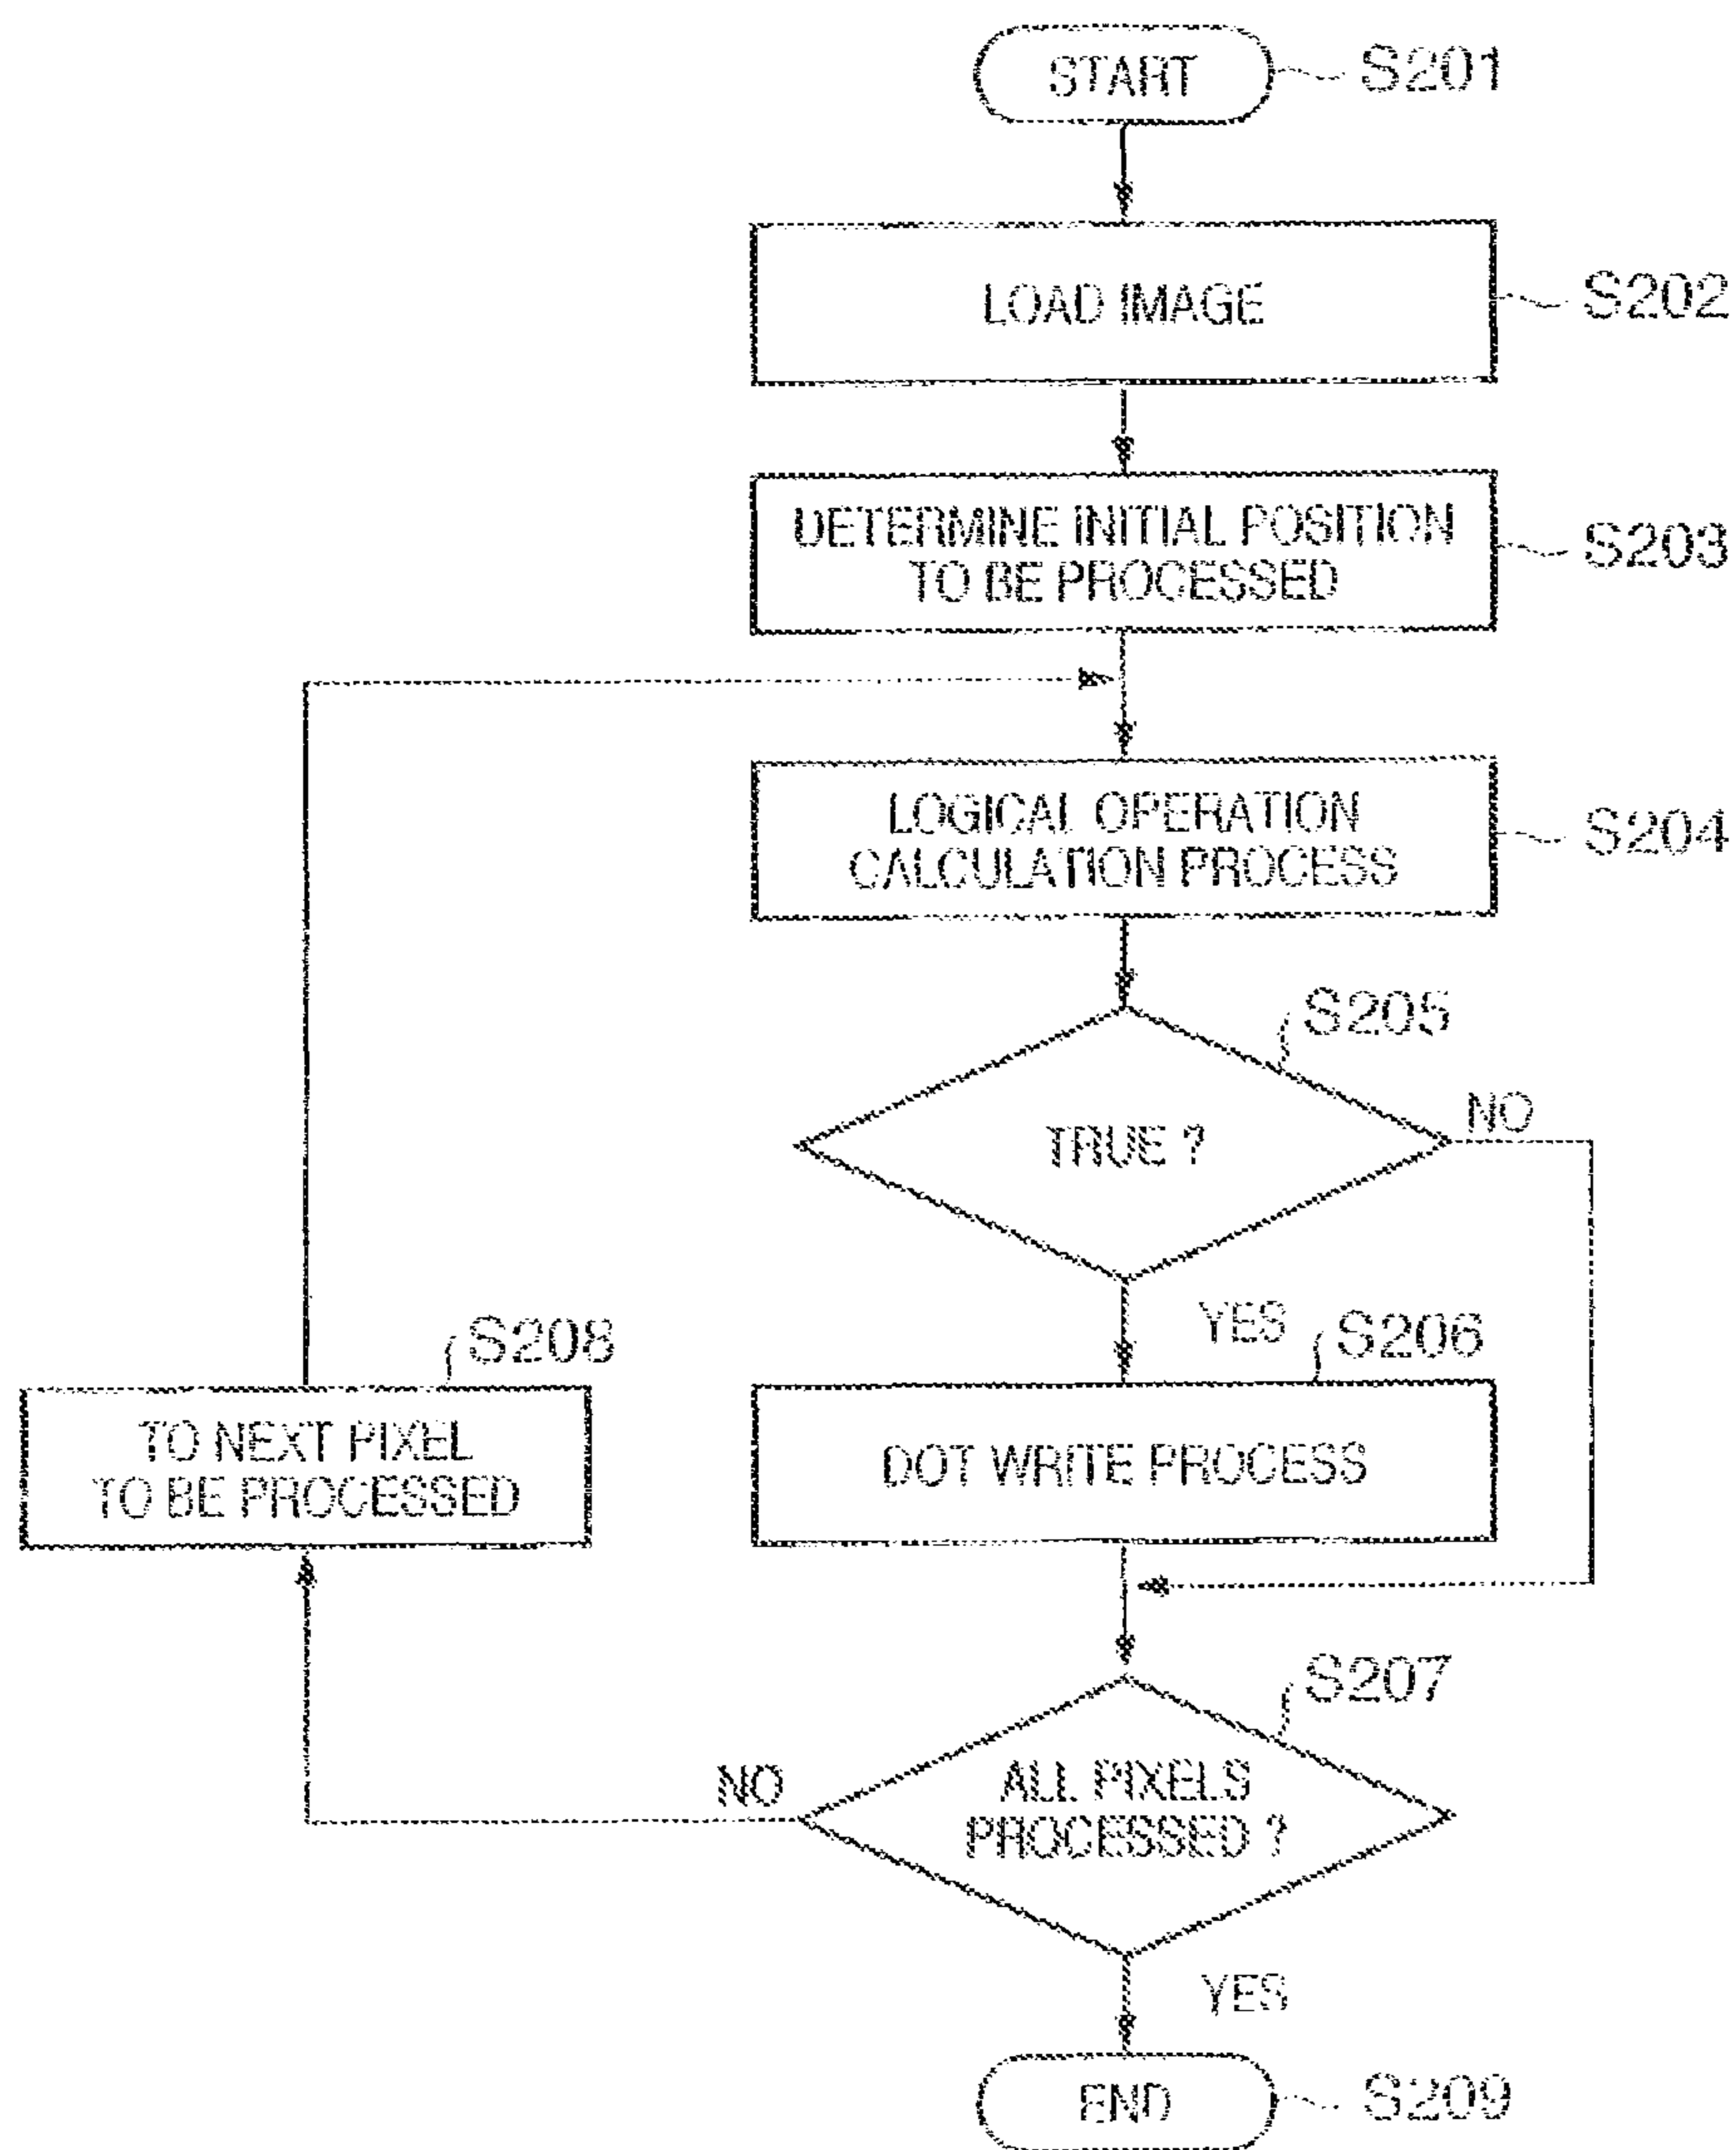 START
S201
LOAD IMAGE
S202
DETERMINE INITIAL POSITION
TO BE PROCESSED
S203
LOGICAL OPERATION
CALCULATION PROCESS
S204
S205
TRUE ?
NO
YES
S206
S208
TO NEXT PIXEL
TO BE PROCESSED
DOT WRITE PROCESS
S207
NO
ALL PIXELS
PROCESSED ?
YES
END
S209